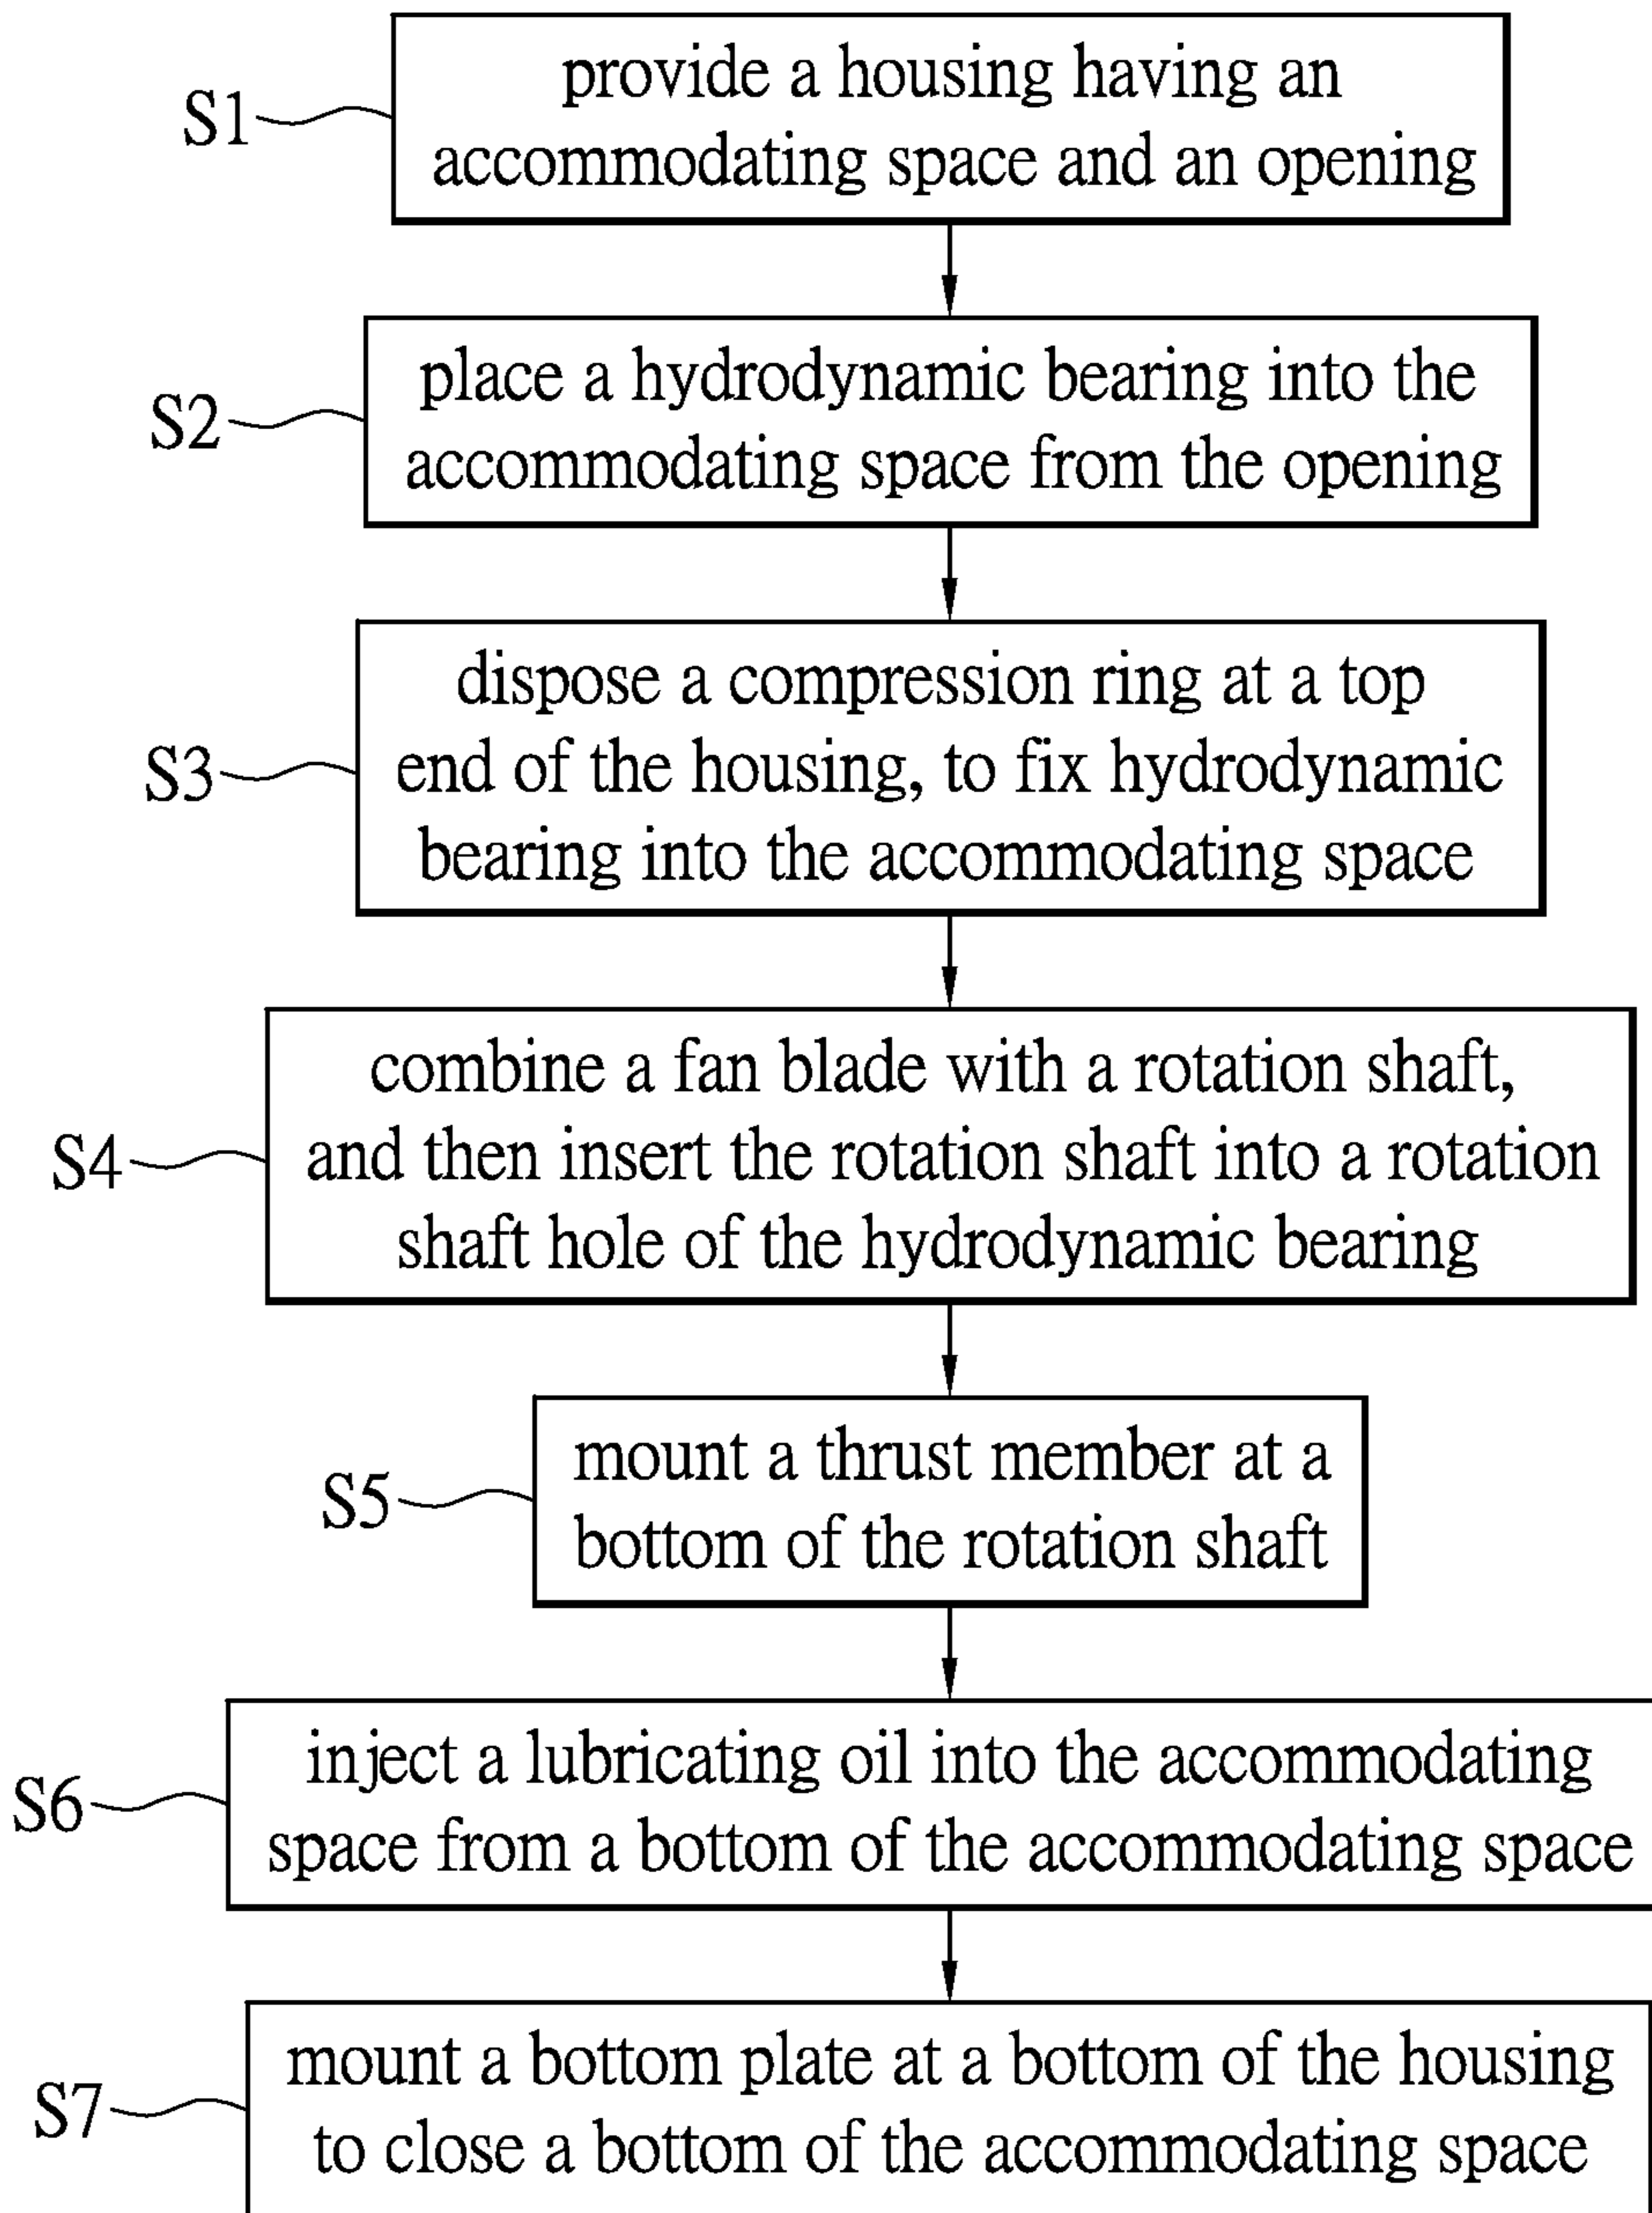 S1
provide a housing having an
accommodating space and an opening
S2
place a hydrodynamic bearing into the
accommodating space from the opening
S3
dispose a compression ring at a top
end of the housing, to fix hydrodynamic
bearing into the accommodating space
S4
combine a fan blade with a rotation shaft,
and then insert the rotation shaft into a rotation
shaft hole of the hydrodynamic bearing
S5
mount a thrust member at a
bottom of the rotation shaft
S6
inject a lubricating oil into the accommodating
space from a bottom of the accommodating space
S7
mount a bottom plate at a bottom of the housing
to close a bottom of the accommodating space